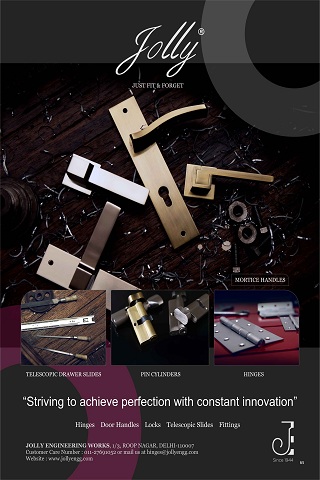 Jolly®
JUST FIT & FORGET
MORTICE HANDLES
TELESCOPIC DRAWER SLIDES
PIN CYLINDERS
HINGES
“Striving to achieve perfection with constant innovation”
Hinges Door Handles Locks Telescopic Slides Fittings
JOLLY ENGINEERING WORKS, 1/3, ROOP NAGAR, DELHI-110007
Customer Care Number : 011-27691052 or mail us at hinges@jollyengg.com
Website : www.jollyengg.com
Since 1944